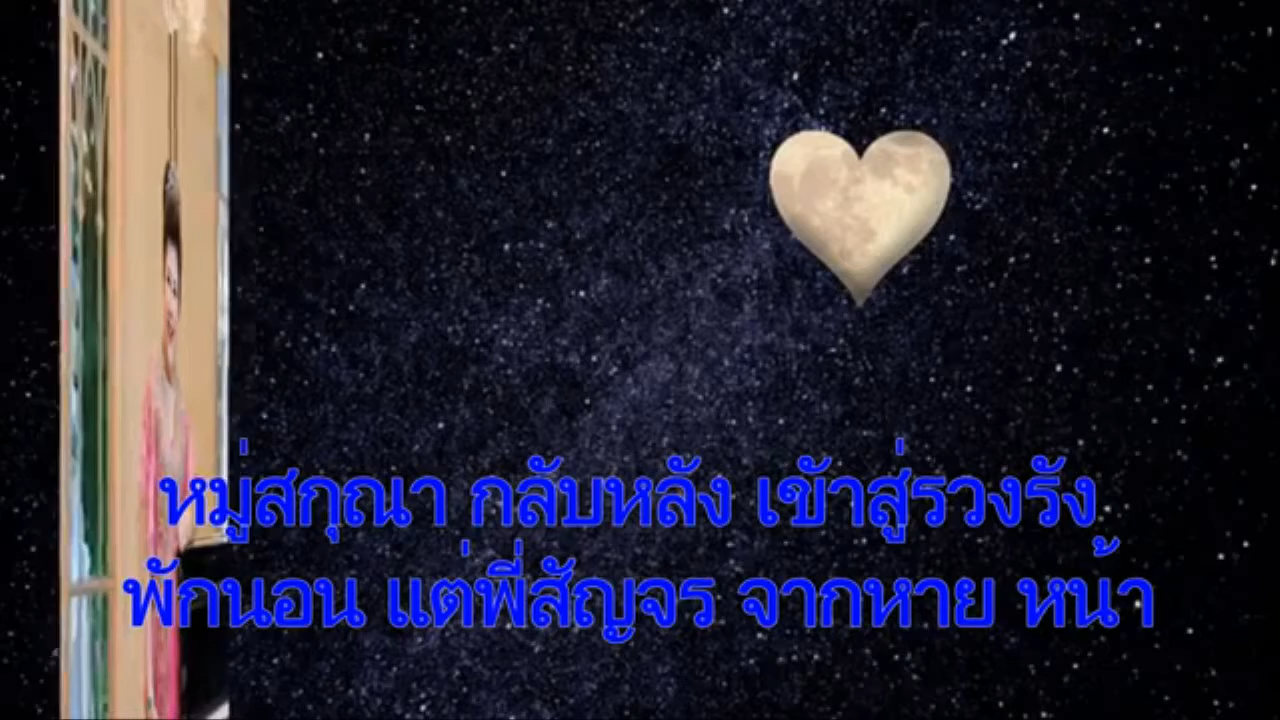 หมู่สกุณา กลับหลัง เข้าสู่รวงรัง
พักนอน แต่พี่สัญจร จากหาย หน้า